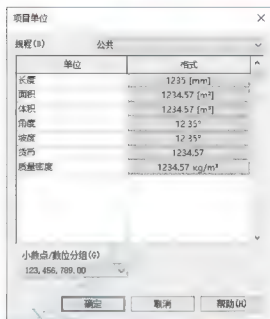 项目单位
规程(D) 公共
单位 格式
长度 1235 [mm]
面积 1234.57 [m²]
体积 1234.57 [m³]
角度 12.35°
坡度 12.35°
货币 1234.57
质量密度 1234.57 kg/m³
小数点/数位分组(G)
123,456,789.00
确定 取消 帮助(H)